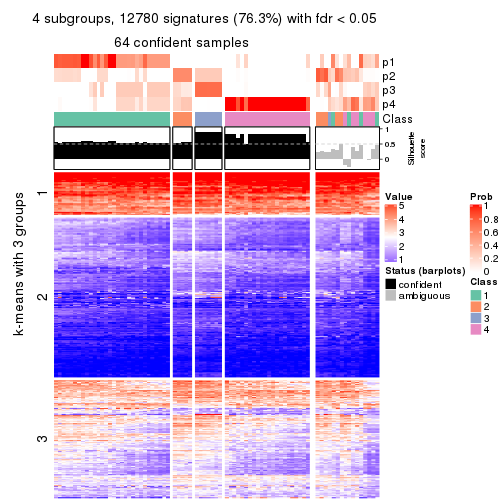 4 subgroups, 12780 signatures (76.3%) with fdr < 0.05
64 confident samples
p1
p2
p3
p4
Class
1
0.5
0
Silhouette
score
k-means with 3 groups
1
2
3
Value
5
4
3
2
1
Status (barplots)
confident
ambiguous
Prob
1
0.8
0.6
0.4
0.2
0
Class
1
2
3
4